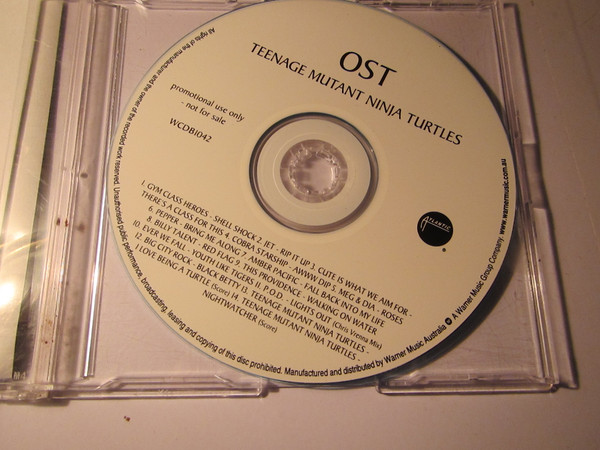 OST
TEENAGE MUTANT NINJA TURTLES
promotional use only
- not for sale
WCDBJ042
1. GYM CLASS HEROES - SHELL SHOCK 2. JET - RIP IT UP 3. CUTE IS WHAT WE AIM FOR -
THERE'S A CLASS FOR THIS 4. COBRA STARSHIP - AWWW DIP 5. MEG & DIA - ROSES
6. PEPPER - BRING ME ALONG 7. AMBER PACIFIC - FALL BACK INTO MY LIFE
8. BILLY TALENT - RED FLAG 9. THIS PROVIDENCE - WALKING ON WATER
10. EVER WE FALL - YOUTH LIKE TIGERS 11. P.O.D. - LIGHTS OUT (Chris Vrenna Mix)
12. BIG CITY ROCK - BLACK BETTY 13. TEENAGE MUTANT NINJA TURTLES -
I LOVE BEING A TURTLE (Score) 14. TEENAGE MUTANT NINJA TURTLES -
NIGHTWATCHER (Score)
ATLANTIC
All rights of the manufacturer and the owner of the recorded work reserved. Unauthorised public performance, broadcasting, leasing and copying of this disc prohibited. Manufactured and distributed by Warner Music Australia A Warner Music Group Company. www.warnermusic.com.au